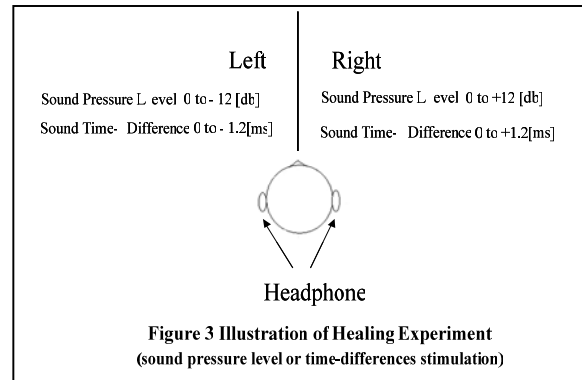 Left
Right
Sound Pressure L evel 0 to - 12 [db]
Sound Pressure L evel 0 to +12 [db]
Sound Time- Difference 0 to - 1.2[ms]
Sound Time- Difference 0 to +1.2[ms]
Headphone
Figure 3 Illustration of Healing Experiment
(sound pressure level or time-differences stimulation)